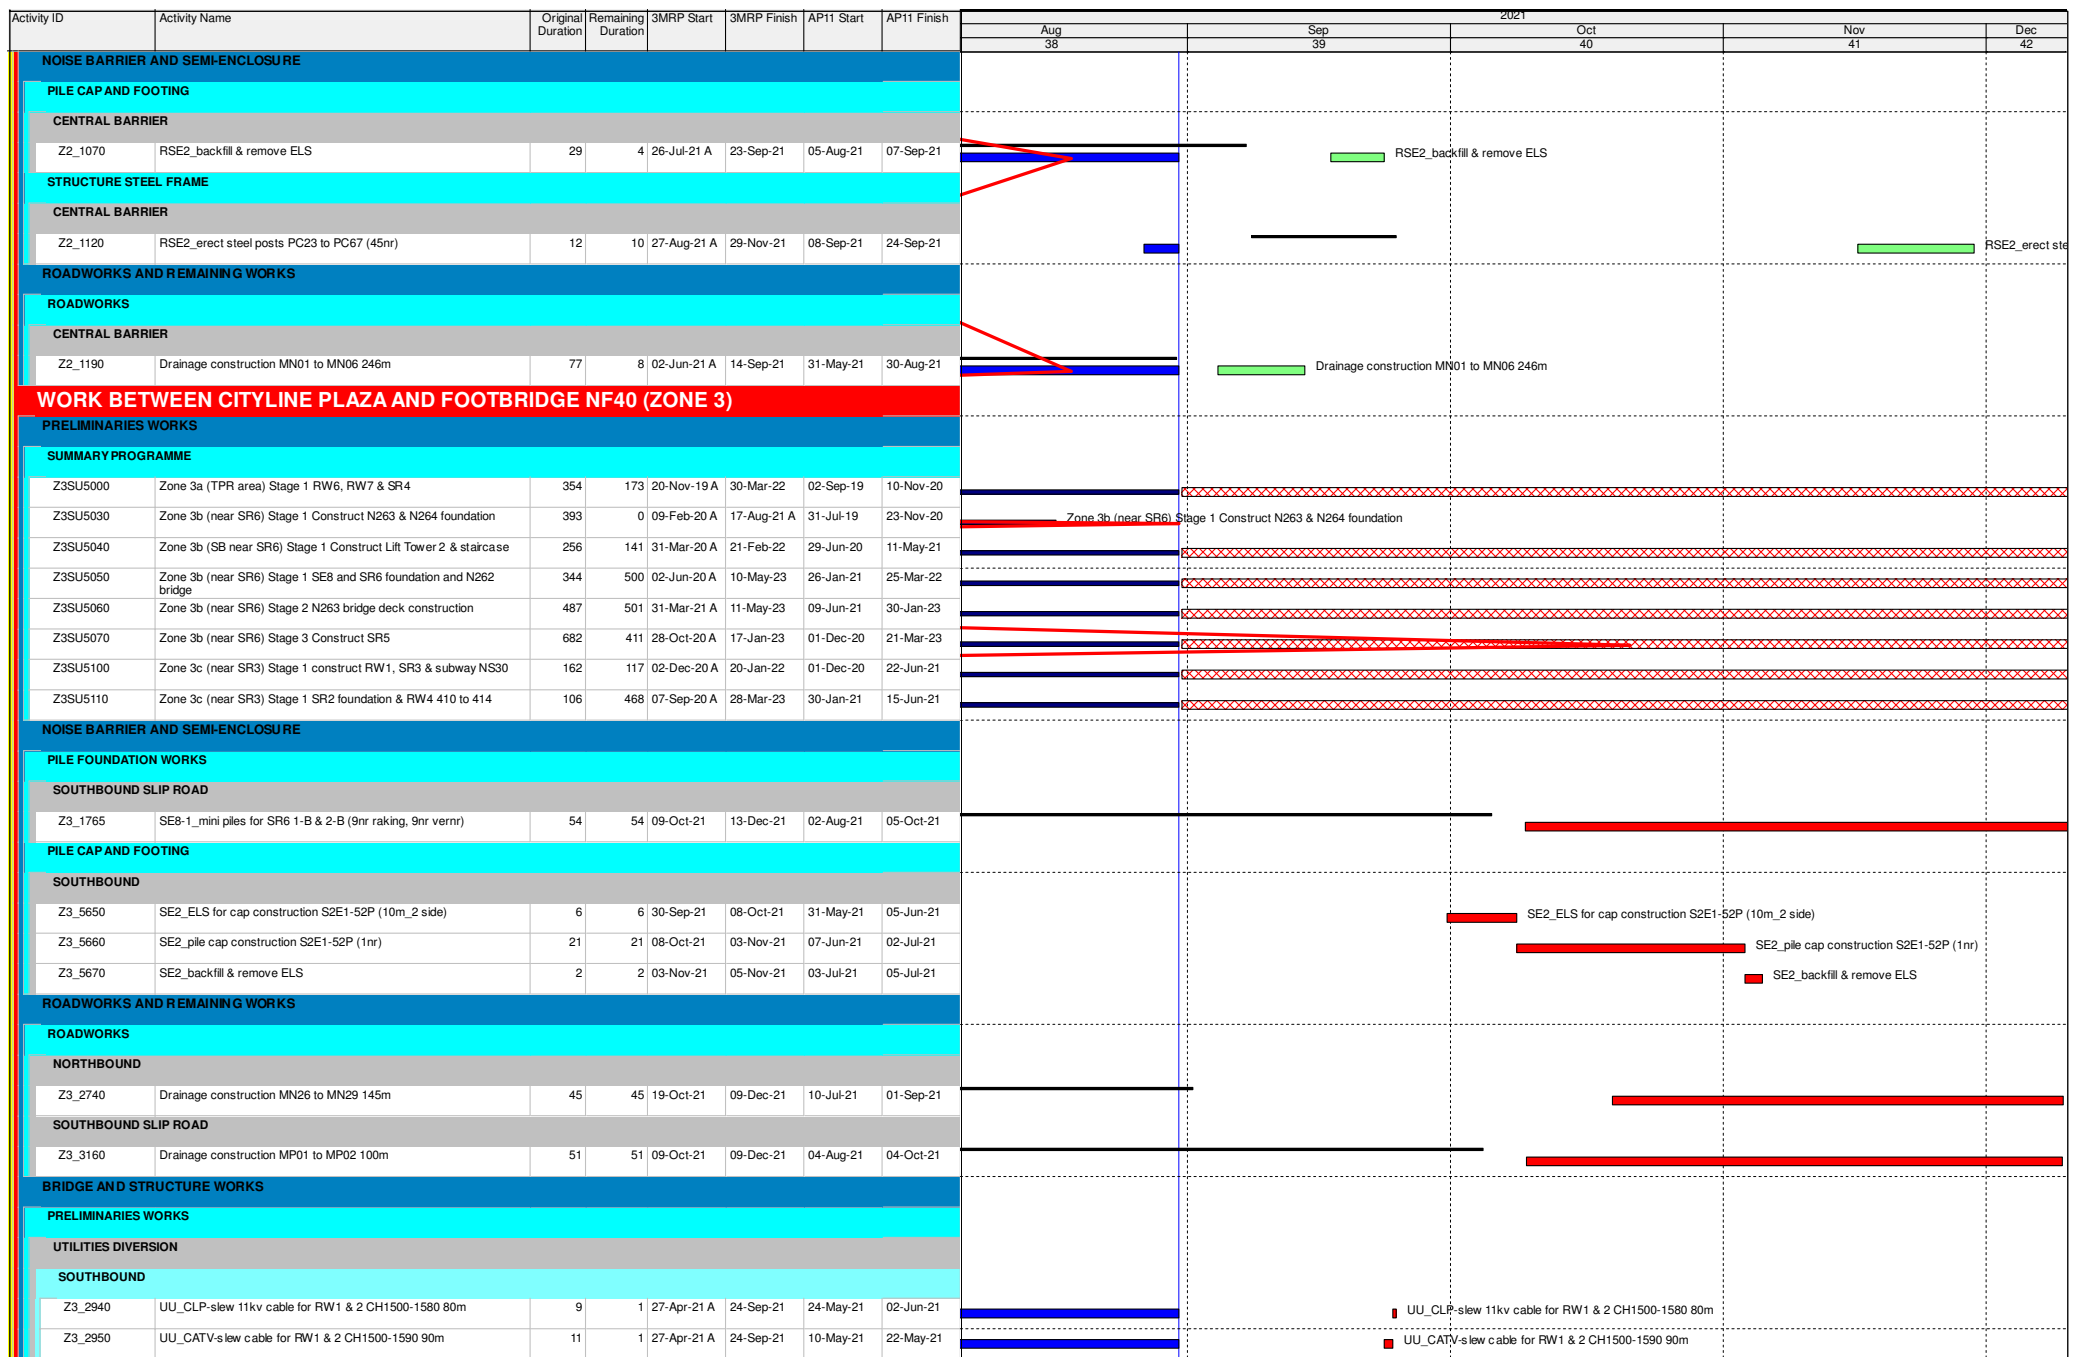 Activity ID Activity Name Original Duration Remaining Duration 3MRP Start 3MRP Finish AP11 Start AP11 Finish 2021
Aug Sep Oct Nov Dec
38 39 40 41 42
NOISE BARRIER AND SEMI-ENCLOSURE
PILE CAP AND FOOTING
CENTRAL BARRIER
Z2_1070 RSE2_backfill & remove ELS 29 4 26-Jul-21 A 23-Sep-21 05-Aug-21 07-Sep-21 RSE2_backfill & remove ELS
STRUCTURE STEEL FRAME
CENTRAL BARRIER
Z2_1120 RSE2_erect steel posts PC23 to PC67 (45nr) 12 10 27-Aug-21 A 29-Nov-21 08-Sep-21 24-Sep-21 RSE2_erect ste
ROADWORKS AND REMAINING WORKS
ROADWORKS
CENTRAL BARRIER
Z2_1190 Drainage construction MN01 to MN06 246m 77 8 02-Jun-21 A 14-Sep-21 31-May-21 30-Aug-21 Drainage construction MN01 to MN06 246m
WORK BETWEEN CITYLINE PLAZA AND FOOTBRIDGE NF40 (ZONE 3)
PRELIMINARIES WORKS
SUMMARY PROGRAMME
Z3SU5000 Zone 3a (TPR area) Stage 1 RW6, RW7 & SR4 354 173 20-Nov-19 A 30-Mar-22 02-Sep-19 10-Nov-20
Z3SU5030 Zone 3b (near SR6) Stage 1 Construct N263 & N264 foundation 393 0 09-Feb-20 A 17-Aug-21 A 31-Jul-19 23-Nov-20 Zone 3b (near SR6) Stage 1 Construct N263 & N264 foundation
Z3SU5040 Zone 3b (SB near SR6) Stage 1 Construct Lift Tower 2 & staircase 256 141 31-Mar-20 A 21-Feb-22 29-Jun-20 11-May-21
Z3SU5050 Zone 3b (near SR6) Stage 1 SE8 and SR6 foundation and N262 344 500 02-Jun-20 A 10-May-23 26-Jan-21 25-Mar-22
bridge
Z3SU5060 Zone 3b (near SR6) Stage 2 N263 bridge deck construction 487 501 31-Mar-21 A 11-May-23 09-Jun-21 30-Jan-23
Z3SU5070 Zone 3b (near SR6) Stage 3 Construct SR5 682 411 28-Oct-20 A 17-Jan-23 01-Dec-20 21-Mar-23
Z3SU5100 Zone 3c (near SR3) Stage 1 construct RW1, SR3 & subway NS30 162 117 02-Dec-20 A 20-Jan-22 01-Dec-20 22-Jun-21
Z3SU5110 Zone 3c (near SR3) Stage 1 SR2 foundation & RW4 410 to 414 106 468 07-Sep-20 A 28-Mar-23 30-Jan-21 15-Jun-21
NOISE BARRIER AND SEMI-ENCLOSURE
PILE FOUNDATION WORKS
SOUTHBOUND SLIP ROAD
Z3_1765 SE8-1_mini piles for SR6 1-B & 2-B (9nr raking, 9nr vernr) 54 54 09-Oct-21 13-Dec-21 02-Aug-21 05-Oct-21
PILE CAP AND FOOTING
SOUTHBOUND
Z3_5650 SE2_ELS for cap construction S2E1-52P (10m_2 side) 6 6 30-Sep-21 08-Oct-21 31-May-21 05-Jun-21 SE2_ELS for cap construction S2E1-52P (10m_2 side)
Z3_5660 SE2_pile cap construction S2E1-52P (1nr) 21 21 08-Oct-21 03-Nov-21 07-Jun-21 02-Jul-21 SE2_pile cap construction S2E1-52P (1nr)
Z3_5670 SE2_backfill & remove ELS 2 2 03-Nov-21 05-Nov-21 03-Jul-21 05-Jul-21 SE2_backfill & remove ELS
ROADWORKS AND REMAINING WORKS
ROADWORKS
NORTHBOUND
Z3_2740 Drainage construction MN26 to MN29 145m 45 45 19-Oct-21 09-Dec-21 10-Jul-21 01-Sep-21
SOUTHBOUND SLIP ROAD
Z3_3160 Drainage construction MP01 to MP02 100m 51 51 09-Oct-21 09-Dec-21 04-Aug-21 04-Oct-21
BRIDGE AND STRUCTURE WORKS
PRELIMINARIES WORKS
UTILITIES DIVERSION
SOUTHBOUND
Z3_2940 UU_CLP-slew 11kv cable for RW1 & 2 CH1500-1580 80m 9 1 27-Apr-21 A 24-Sep-21 24-May-21 02-Jun-21 UU_CLP-slew 11kv cable for RW1 & 2 CH1500-1580 80m
Z3_2950 UU_CATV-slew cable for RW1 & 2 CH1500-1590 90m 11 1 27-Apr-21 A 24-Sep-21 10-May-21 22-May-21 UU_CATV-slew cable for RW1 & 2 CH1500-1590 90m